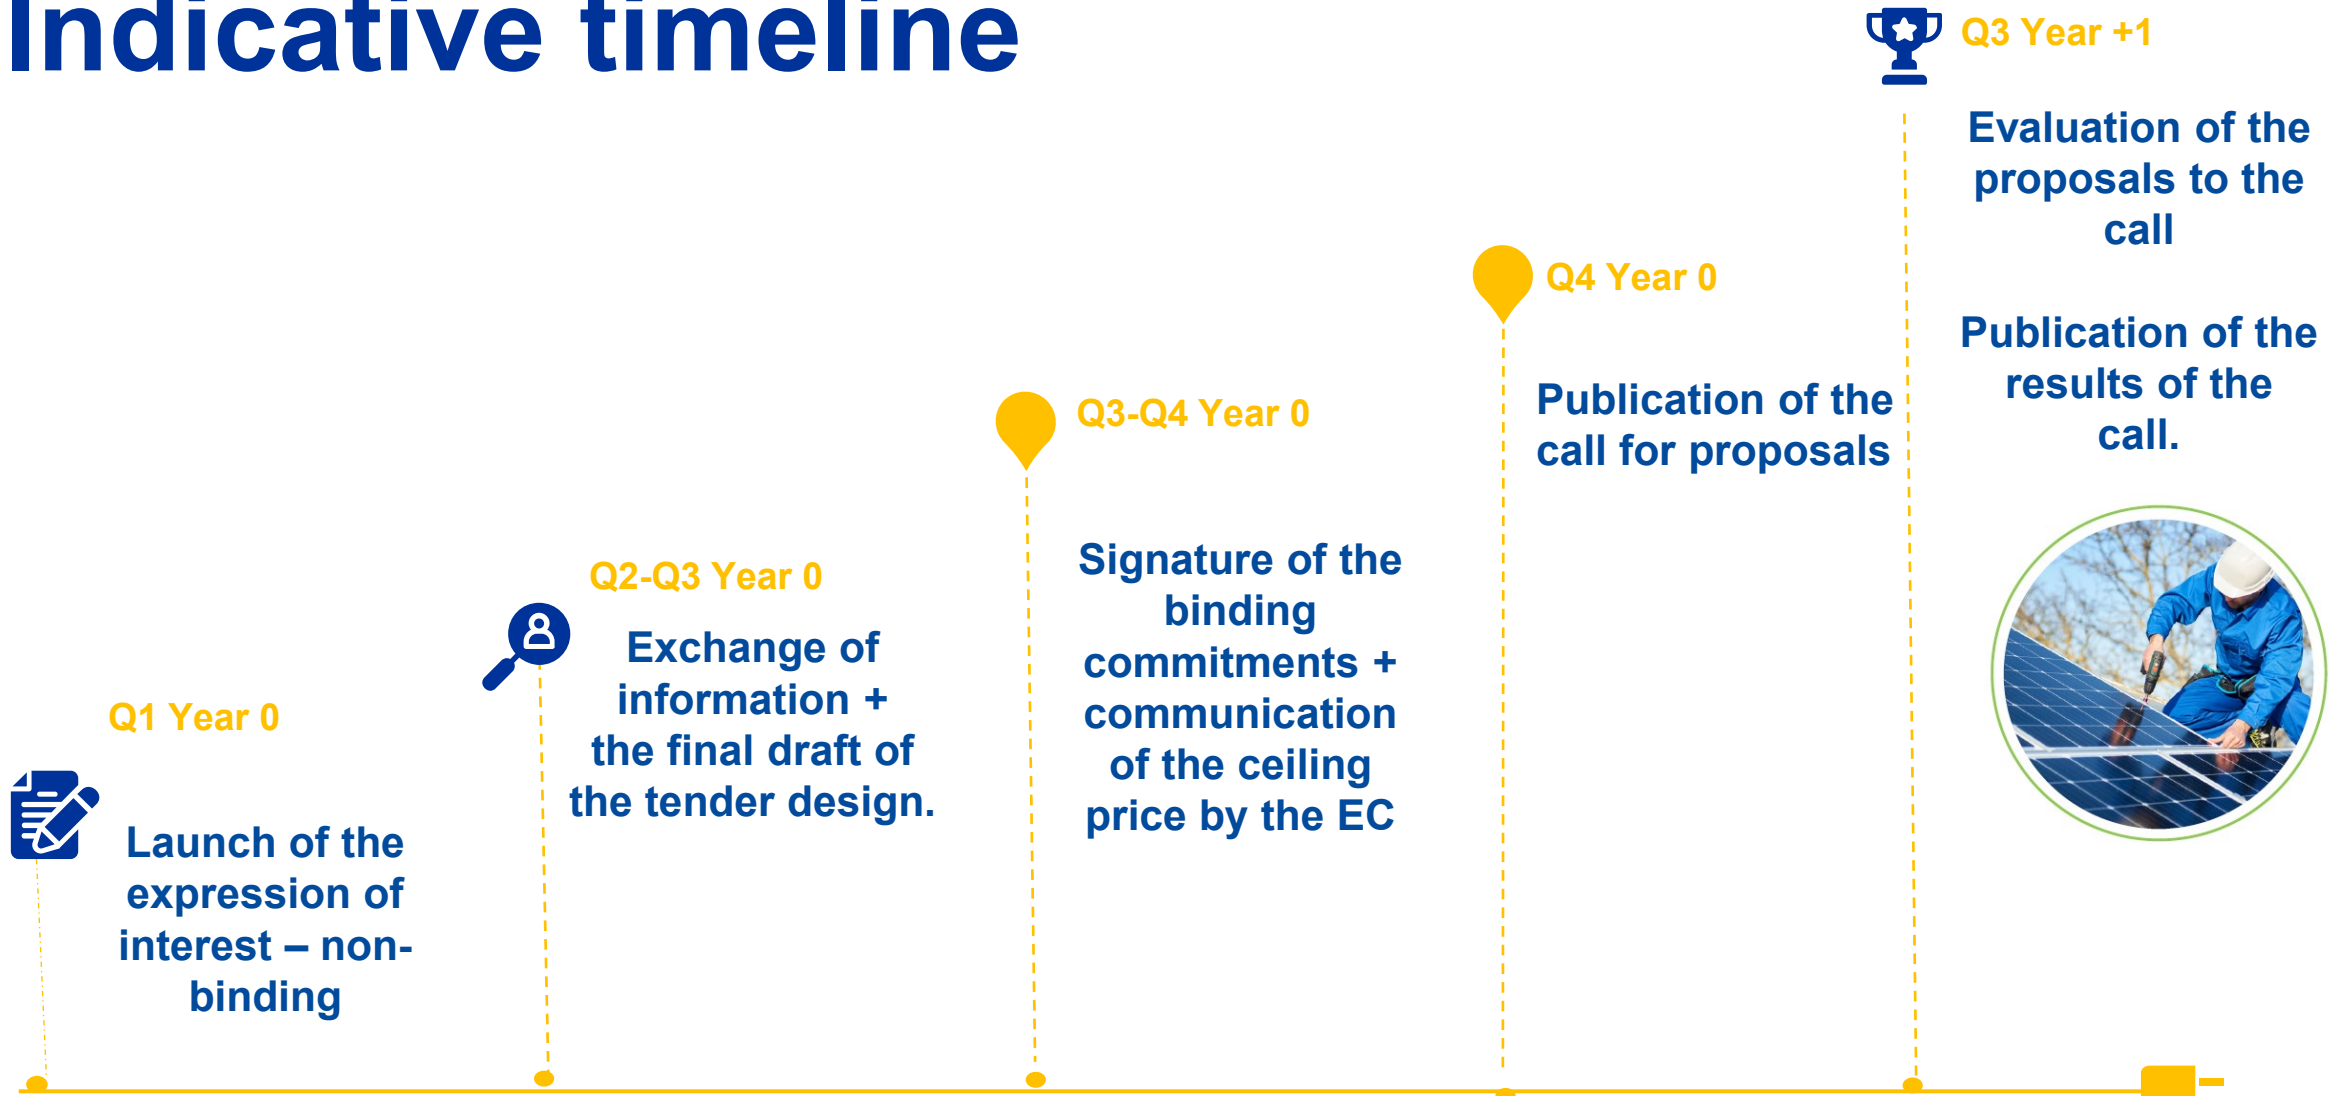 Indicative timeline
Q1 Year 0
Launch of the
expression of
interest – non-
binding
Q2-Q3 Year 0
Exchange of
information +
the final draft of
the tender design.
Q3-Q4 Year 0
Signature of the
binding
commitments +
communication
of the ceiling
price by the EC
Q4 Year 0
Publication of the
call for proposals
Q3 Year +1
Evaluation of the
proposals to the
call
Publication of the
results of the
call.